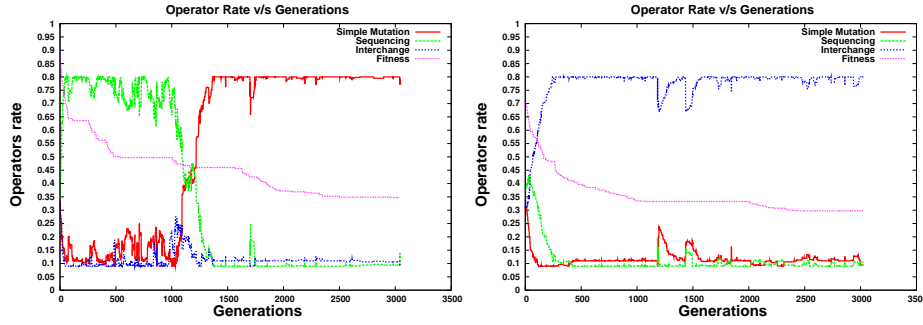 Operator Rate v/s Generations
Simple Mutation
Sequencing
Interchange
Fitness
Operators rate
1
0.95
0.9
0.85
0.8
0.75
0.7
0.65
0.6
0.55
0.5
0.45
0.4
0.35
0.3
0.25
0.2
0.15
0.1
0.05
0
0 500 1000 1500 2000 2500 3000 3500
Generations
Operator Rate v/s Generations
Simple Mutation
Sequencing
Interchange
Fitness
Operators rate
1
0.95
0.9
0.85
0.8
0.75
0.7
0.65
0.6
0.55
0.5
0.45
0.4
0.35
0.3
0.25
0.2
0.15
0.1
0.05
0
0 500 1000 1500 2000 2500 3000 350
Generations